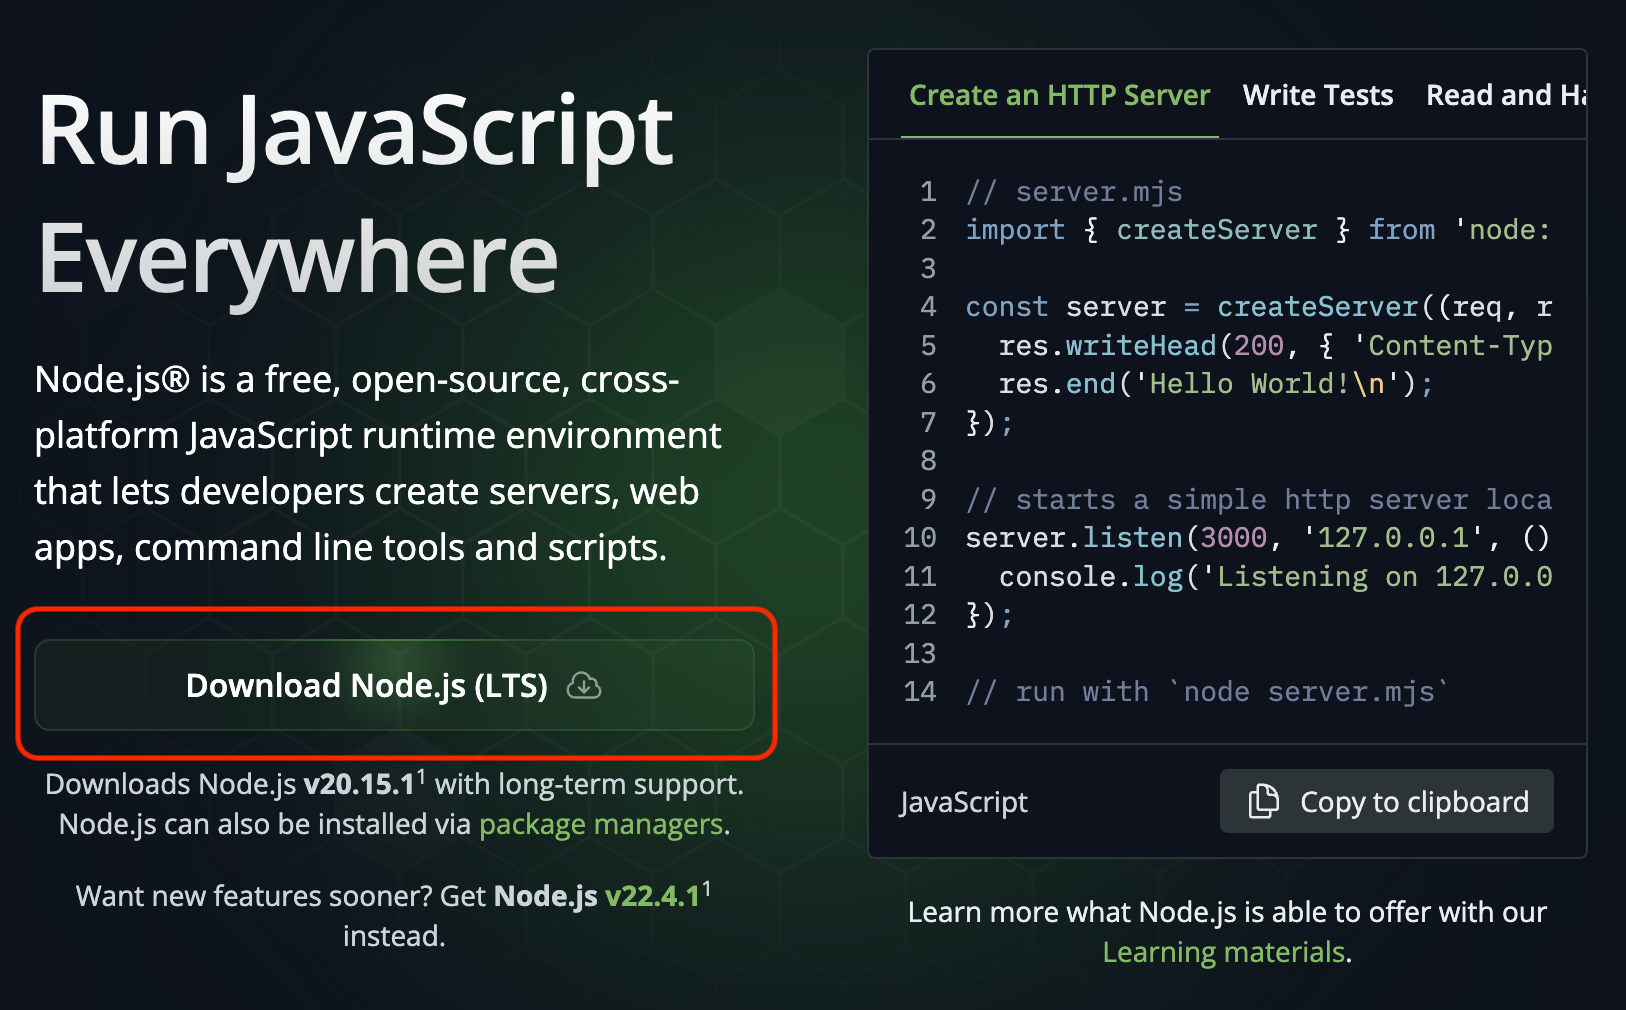 Run JavaScript
Everywhere
Node.js® is a free, open-source, cross-
platform JavaScript runtime environment
that lets developers create servers, web
apps, command line tools and scripts.
Download Node.js (LTS)
Downloads Node.js v20.15.1¹ with long-term support.
Node.js can also be installed via package managers.
Want new features sooner? Get Node.js v22.4.1¹
instead.
Create an HTTP Server Write Tests Read and Ha
1 // server.mjs
2 import { createServer } from 'node:
3
4 const server = createServer((req, r
5   res.writeHead(200, { 'Content-Typ
6   res.end('Hello World!\n');
7 });
8
9 // starts a simple http server loca
10 server.listen(3000, '127.0.0.1', ()
11   console.log('Listening on 127.0.0
12 });
13
14 // run with `node server.mjs`
JavaScript Copy to clipboard
Learn more what Node.js is able to offer with our
Learning materials.